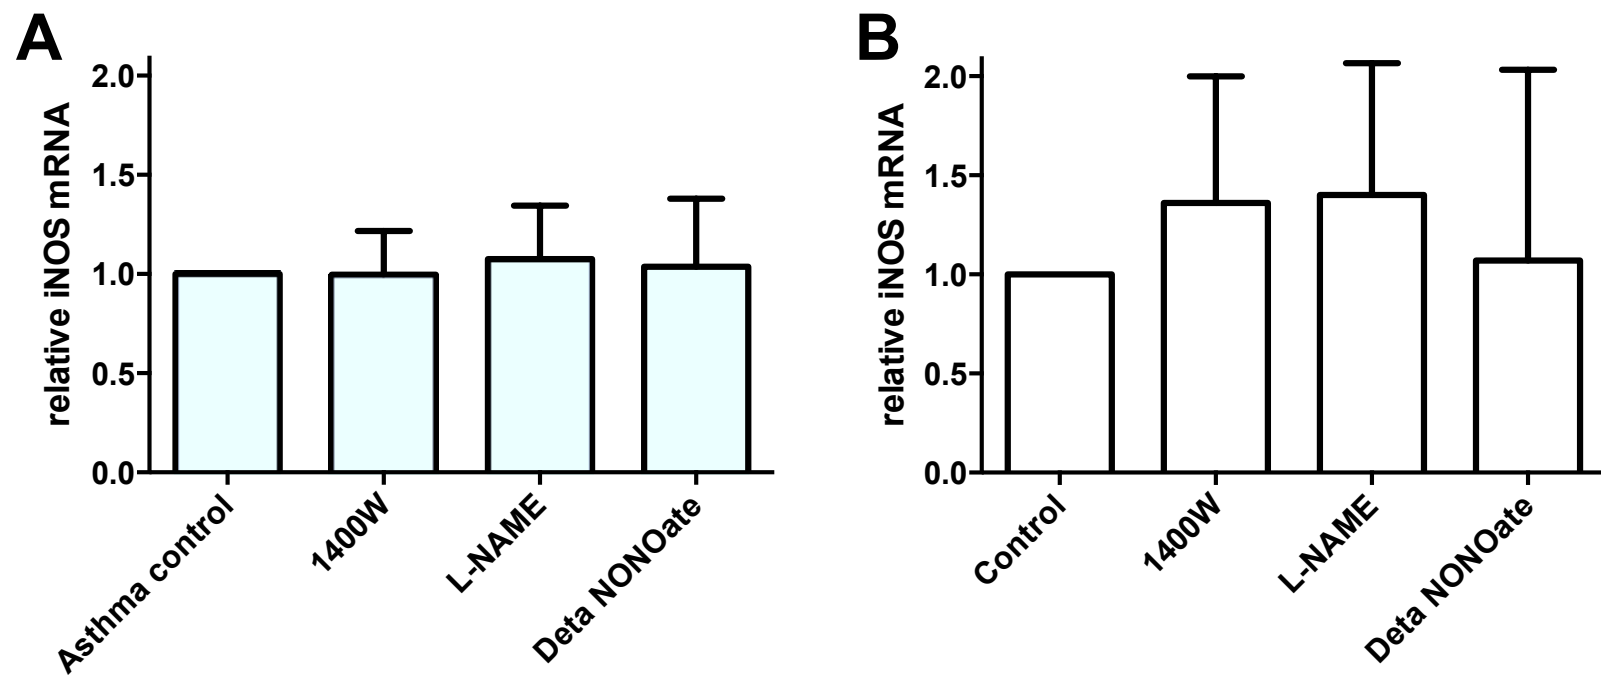 A
relative iNOS mRNA
2.0
1.5
1.0
0.5
0.0
Asthma control
1400W
L-NAME
Deta NONOate
B
relative iNOS mRNA
2.0
1.5
1.0
0.5
0.0
Control
1400W
L-NAME
Deta NONOate